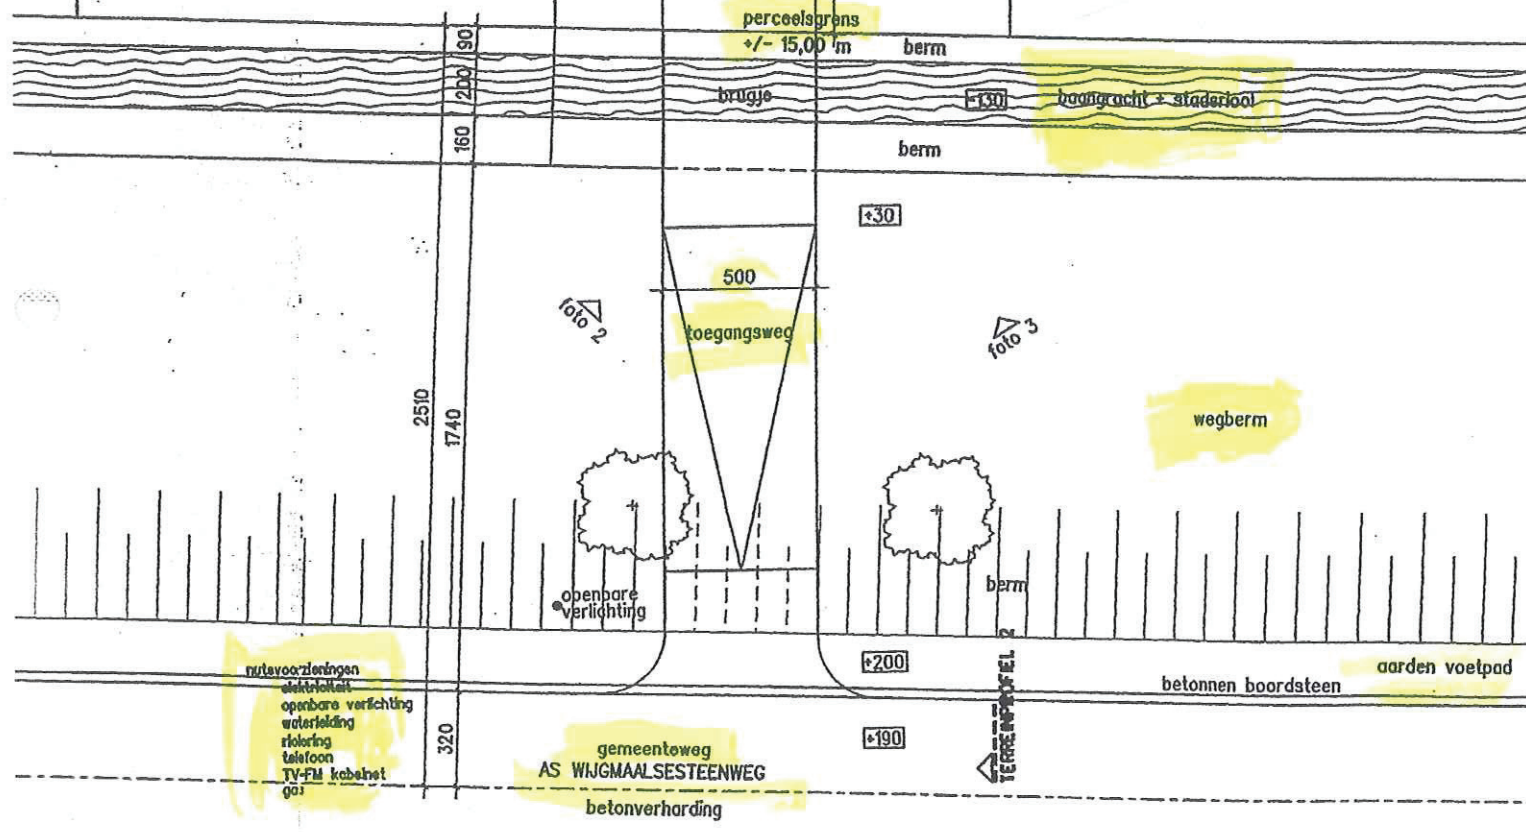 perceelsgrens
+/- 15,00 m
berm
90
200
brugje
-130
baangracht + stadsriool
160
berm
+30
500
foto 2
toegangsweg
foto 3
2510
1740
wegberm
openbare
verlichting
berm
nutsvoorzieningen
elektriciteit
openbare verlichting
waterleiding
riolering
telefoon
TV-FM kabelnet
gas
+200
aarden voetpad
betonnen boordsteen
TERREINPROFIEL 2
320
gemeenteweg
AS WIJGMAALSESTEENWEG
+190
betonverharding